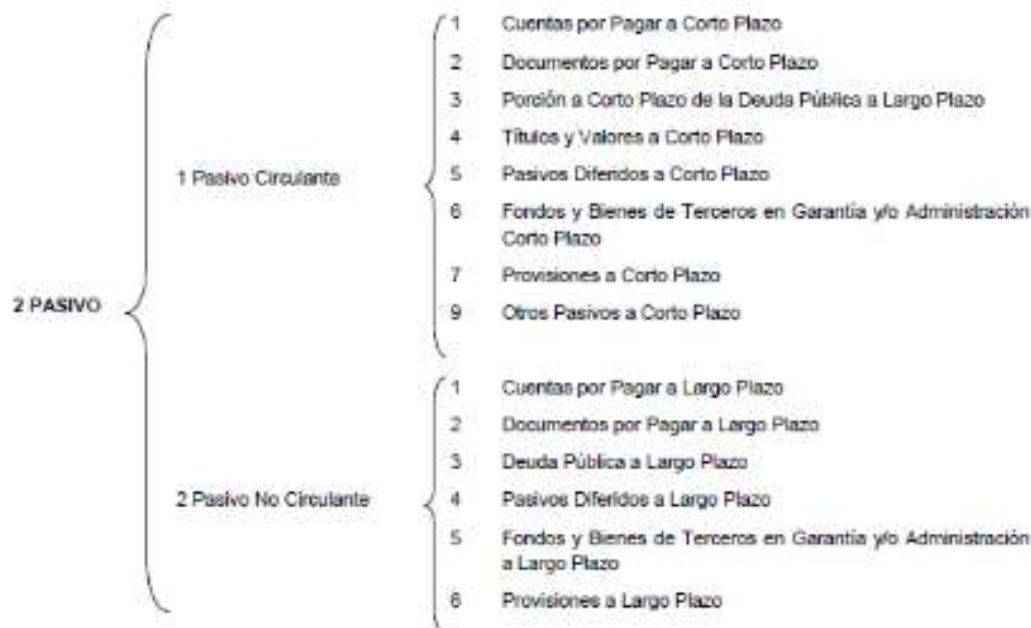 2 PASIVO
1 Pasivo Circulante
1 Cuentas por Pagar a Corto Plazo
2 Documentos por Pagar a Corto Plazo
3 Porción a Corto Plazo de la Deuda Pública a Largo Plazo
4 Títulos y Valores a Corto Plazo
5 Pasivos Diferidos a Corto Plazo
6 Fondos y Bienes de Terceros en Garantía y/o Administración
Corto Plazo
7 Provisiones a Corto Plazo
9 Otros Pasivos a Corto Plazo
2 Pasivo No Circulante
1 Cuentas por Pagar a Largo Plazo
2 Documentos por Pagar a Largo Plazo
3 Deuda Pública a Largo Plazo
4 Pasivos Diferidos a Largo Plazo
5 Fondos y Bienes de Terceros en Garantía y/o Administración
a Largo Plazo
6 Provisiones a Largo Plazo